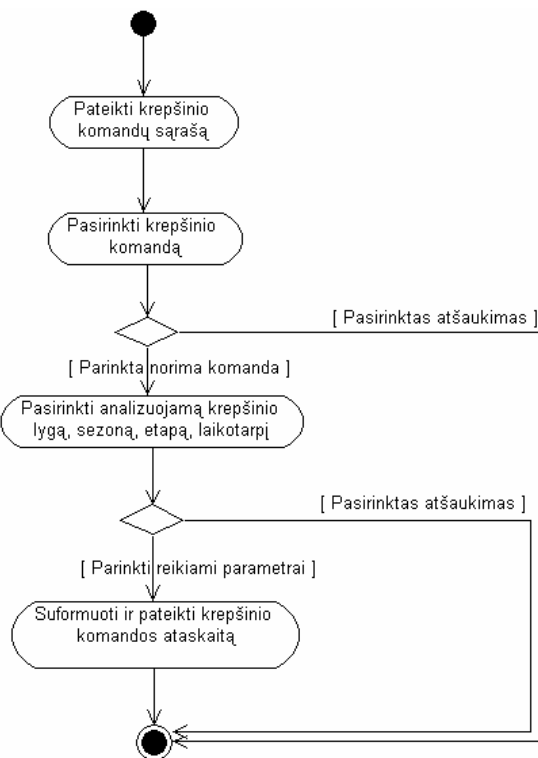 Pateikti krepšinio
komandų sąrašą
Pasirinkti krepšinio
komandą
[ Pasirinktas atšaukimas ]
[ Parinkta norima komanda ]
Pasirinkti analizuojamą krepšinio
lygą, sezoną, etapą, laikotarpį
[ Pasirinktas atšaukimas ]
[ Parinkti reikiami parametrai ]
Suformuoti ir pateikti krepšinio
komandos ataskaitą